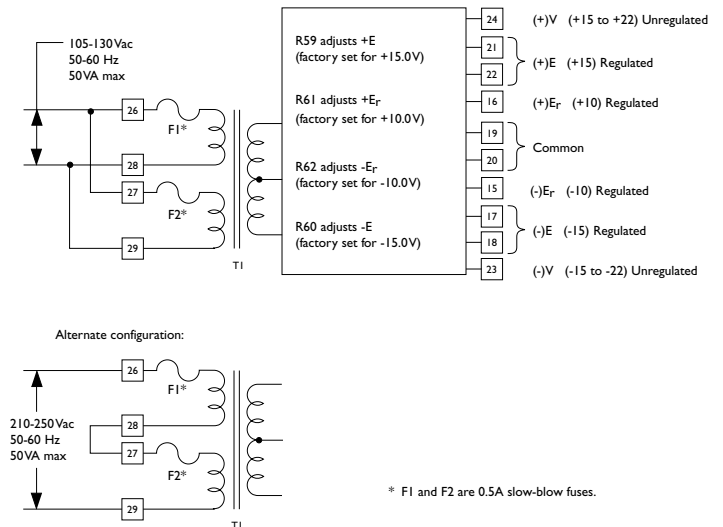 105-130Vac
50-60 Hz
50VA max
26
F1*
28
27
F2*
29
T1
R59 adjusts +E
(factory set for +15.0V)
R61 adjusts +Er
(factory set for +10.0V)
R62 adjusts -Er
(factory set for -10.0V)
R60 adjusts -E
(factory set for -15.0V)
24 (+)V (+15 to +22) Unregulated
21
22
(+)E (+15) Regulated
16 (+)Er (+10) Regulated
19
20
Common
15 (-)Er (-10) Regulated
17
18
(-)E (-15) Regulated
23 (-)V (-15 to -22) Unregulated
Alternate configuration:
210-250Vac
50-60 Hz
50VA max
26
F1*
28
27
F2*
29
T1
* F1 and F2 are 0.5A slow-blow fuses.